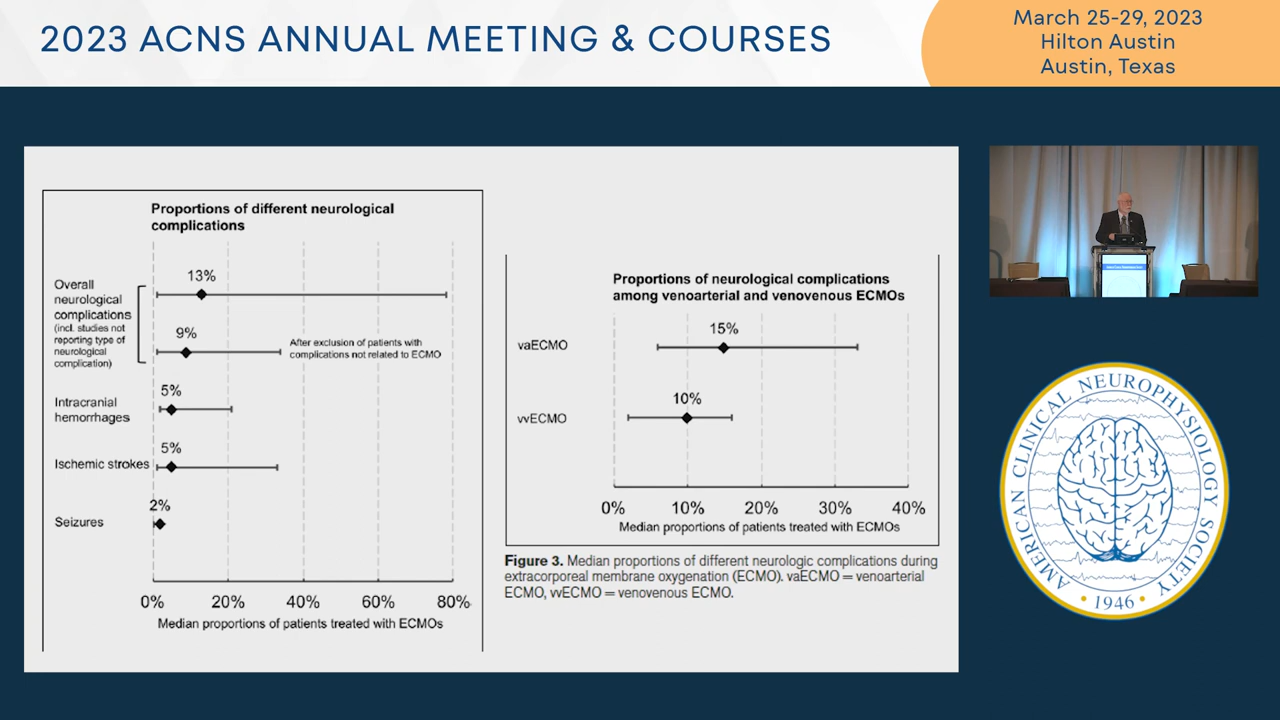 2023 ACNS ANNUAL MEETING & COURSES
March 25-29, 2023
Hilton Austin
Austin, Texas
Proportions of different neurological
complications
Overall
neurological
complications
(incl. studies not
reporting type of
neurological
complication)
13%
9%
After exclusion of patients with
complications not related to ECMO
Intracranial
hemorrhages
5%
Ischemic strokes
5%
Seizures
2%
0% 20% 40% 60% 80%
Median proportions of patients treated with ECMOs
Proportions of neurological complications
among venoarterial and venovenous ECMOs
vaECMO
15%
vvECMO
10%
0% 10% 20% 30% 40%
Median proportions of patients treated with ECMOs
Figure 3. Median proportions of different neurologic complications during
extracorporeal membrane oxygenation (ECMO). vaECMO = venoarterial
ECMO, vvECMO = venovenous ECMO.
AMERICAN CLINICAL NEUROPHYSIOLOGY SOCIETY
• 1946 •